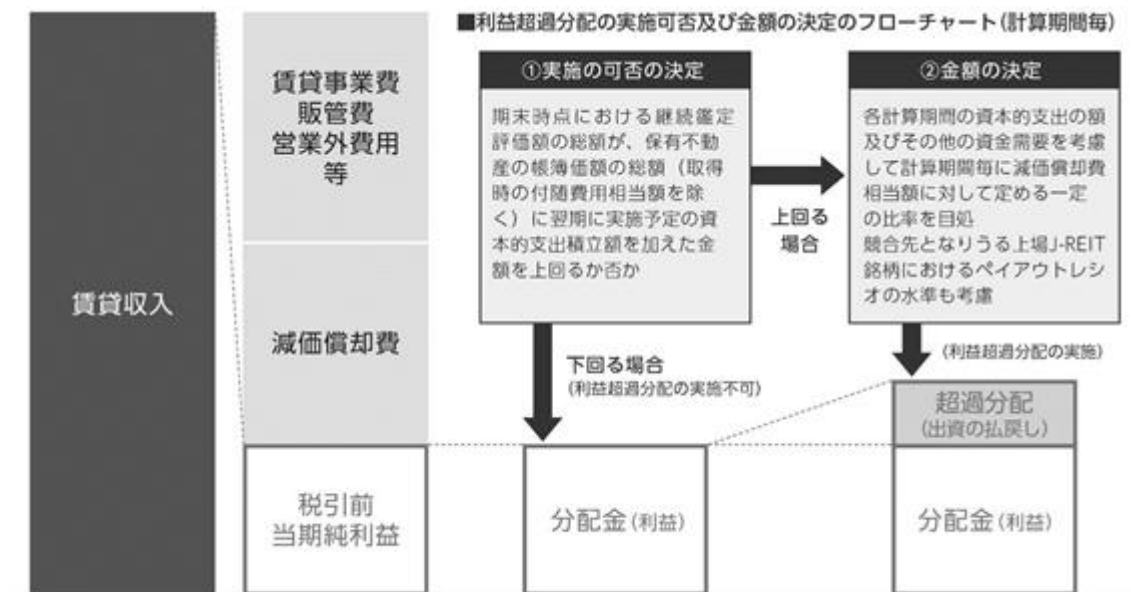 ■利益超過分配の実施可否及び金額の決定のフローチャート(計算期間毎)
賃貸収入
賃貸事業費
販管費
営業外費用
等
減価償却費
税引前
当期純利益
①実施の可否の決定
期末時点における継続鑑定
評価額の総額が、保有不動
産の帳簿価額の総額（取得
時の付随費用相当額を除
く）に翌期に実施予定の資
本的支出積立額を加えた金
額を上回るか否か
上回る
場合
②金額の決定
各計算期間の資本的支出の額
及びその他の資金需要を考慮
して計算期間毎に減価償却費
相当額に対して定める一定
の比率を目処
競合先となりうる上場J-REIT
銘柄におけるペイアウトレシ
オの水準も考慮
下回る場合
(利益超過分配の実施不可)
(利益超過分配の実施)
分配金(利益)
超過分配
(出資の払戻し)
分配金(利益)